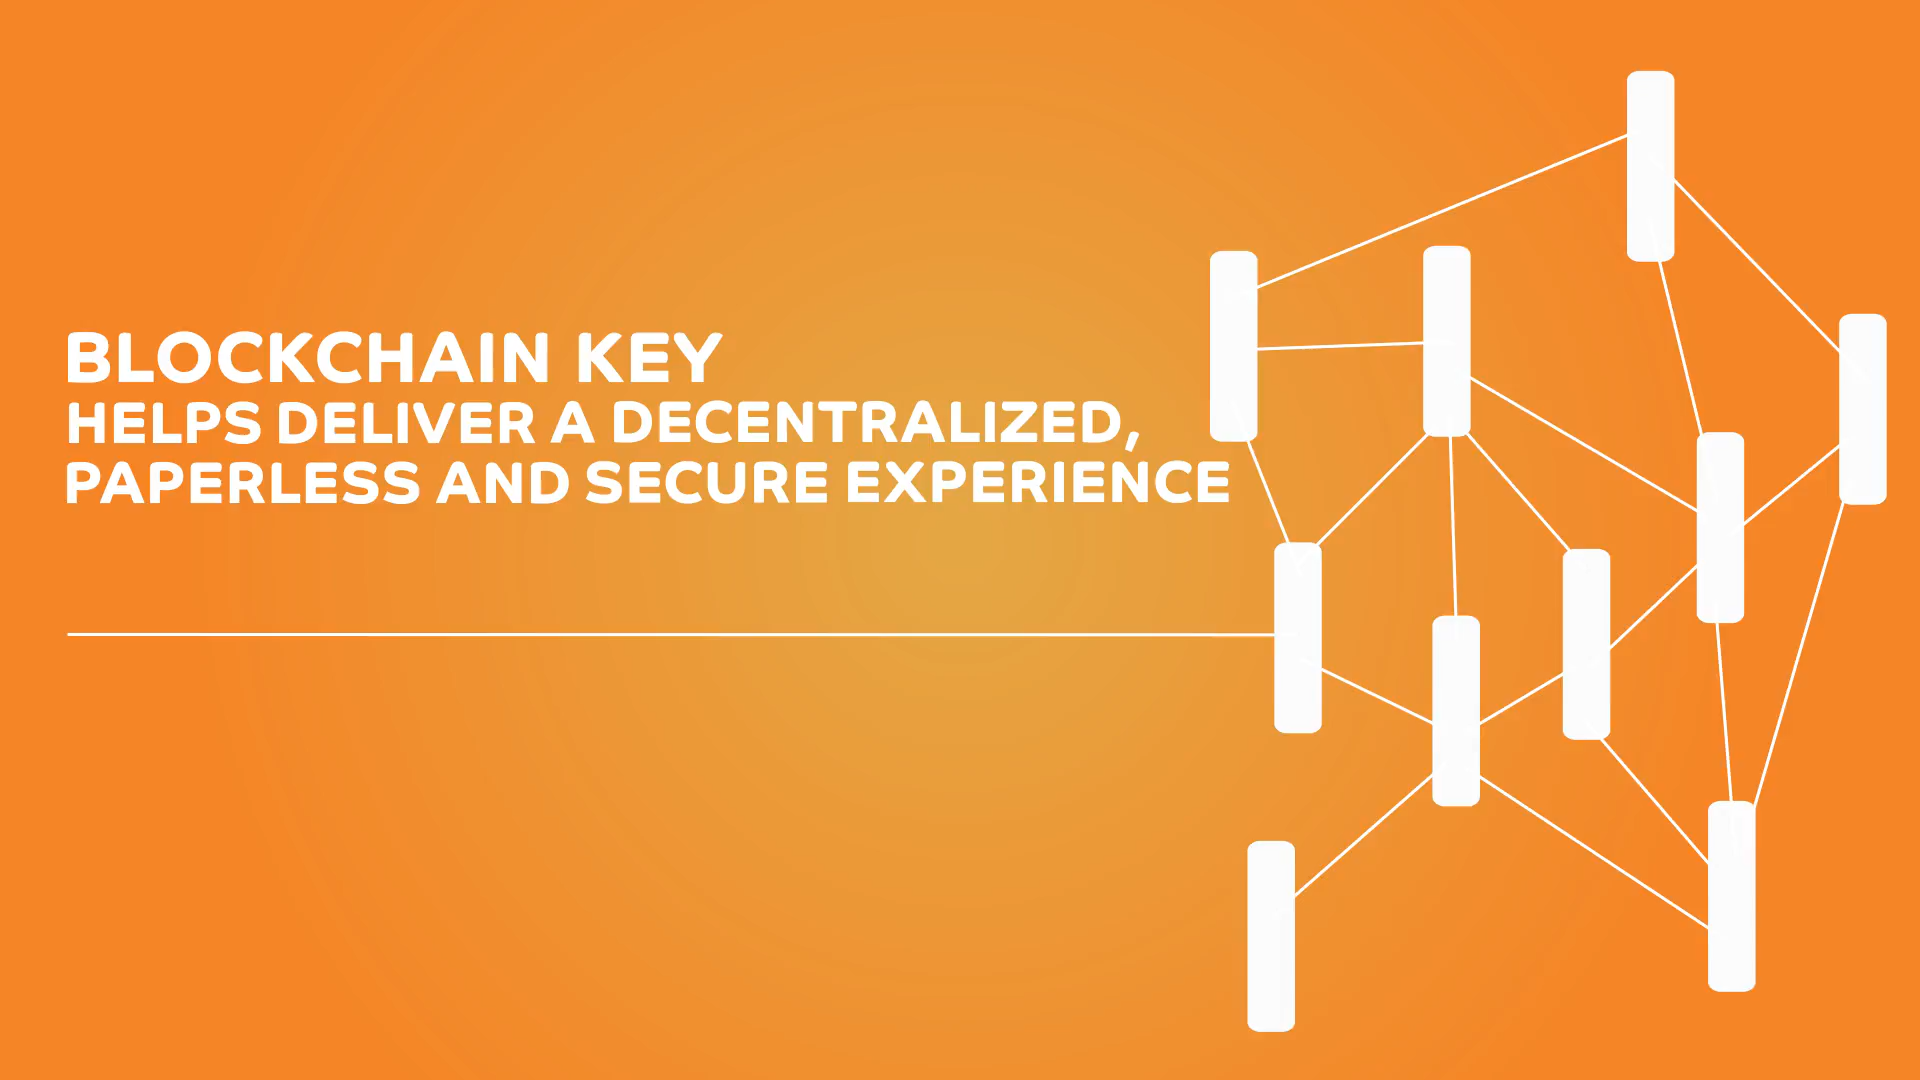 BLOCKCHAIN KEY
HELPS DELIVER A DECENTRALIZED,
PAPERLESS AND SECURE EXPERIENCE